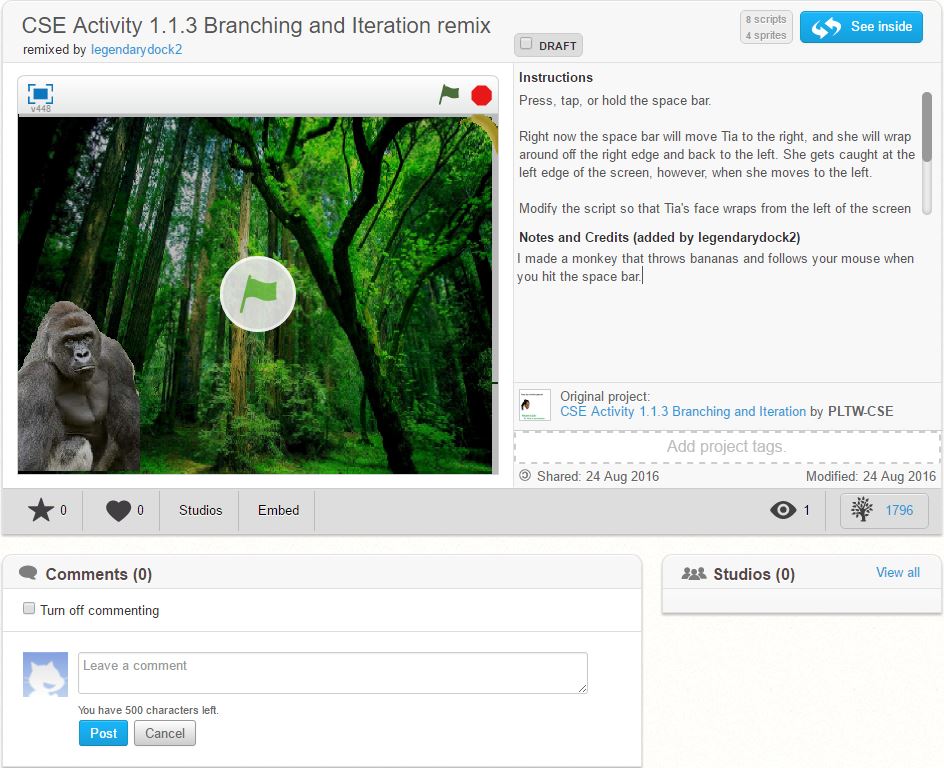 CSE Activity 1.1.3 Branching and Iteration remix
remixed by legendarydock2
DRAFT
8 scripts
4 sprites
See inside
v448
Instructions
Press, tap, or hold the space bar.
Right now the space bar will move Tia to the right, and she will wrap
around off the right edge and back to the left. She gets caught at the
left edge of the screen, however, when she moves to the left.
Modify the script so that Tia's face wraps from the left of the screen
Notes and Credits (added by legendarydock2)
I made a monkey that throws bananas and follows your mouse when
you hit the space bar.
Original project:
CSE Activity 1.1.3 Branching and Iteration by PLTW-CSE
Add project tags.
Shared: 24 Aug 2016 Modified: 24 Aug 2016
0 0 Studios Embed 1 1796
Comments (0)
Turn off commenting
Leave a comment
You have 500 characters left.
Post Cancel
Studios (0) View all